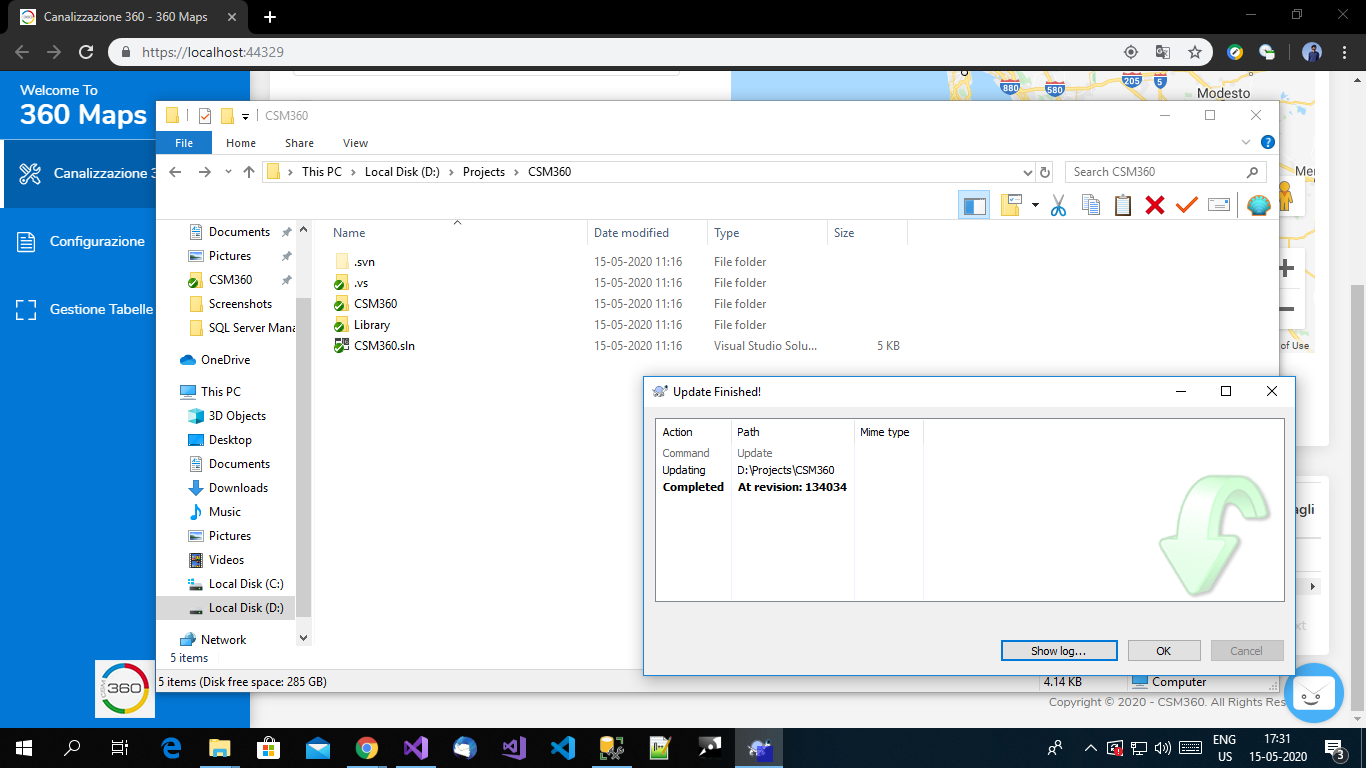 Canalizzazione 360 - 360 Maps
https://localhost:44329
Welcome To
360 Maps
Canalizzazione 3
Configurazione
Gestione Tabelle
CSM 360
880
580
205
5
Modesto
Mer
of Use
CSM360
File Home Share View
This PC Local Disk (D:) Projects CSM360
Search CSM360
Documents
Pictures
CSM360
Screenshots
SQL Server Mana
OneDrive
This PC
3D Objects
Desktop
Documents
Downloads
Music
Pictures
Videos
Local Disk (C:)
Local Disk (D:)
Network
Name Date modified Type Size
.svn 15-05-2020 11:16 File folder
.vs 15-05-2020 11:16 File folder
CSM360 15-05-2020 11:16 File folder
Library 15-05-2020 11:16 File folder
CSM360.sln 15-05-2020 11:16 Visual Studio Solu... 5 KB
5 items
5 items (Disk free space: 285 GB) 4.14 KB Computer
Update Finished!
Action Path Mime type
Command Update
Updating D:\Projects\CSM360
Completed At revision: 134034
Show log... OK Cancel
agli
xt
Copyright © 2020 - CSM360. All Rights Res
ENG
US
17:31
15-05-2020
3